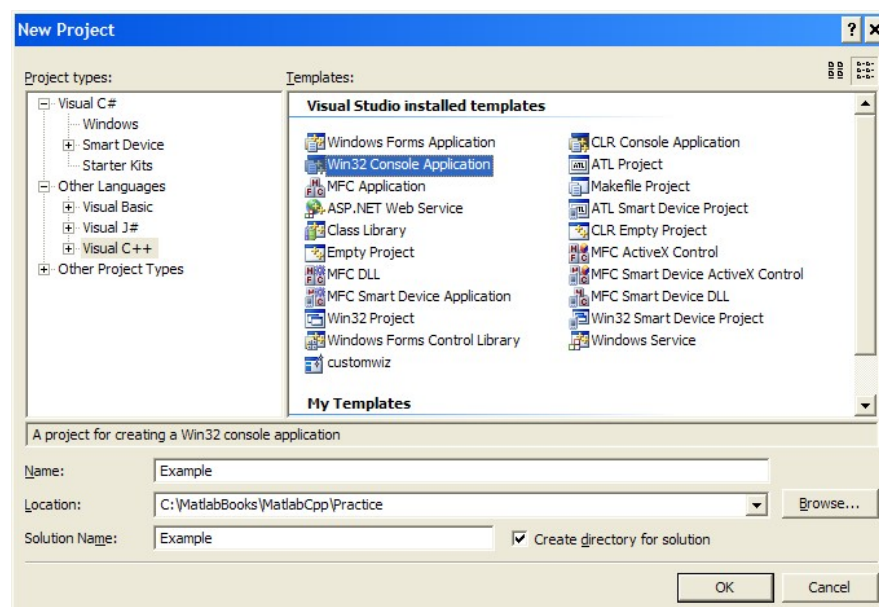 New Project
Project types:
Templates:
Visual C#
Windows
Smart Device
Starter Kits
Other Languages
Visual Basic
Visual J#
Visual C++
Other Project Types
Visual Studio installed templates
Windows Forms Application
CLR Console Application
Win32 Console Application
ATL Project
MFC Application
Makefile Project
ASP.NET Web Service
ATL Smart Device Project
Class Library
CLR Empty Project
Empty Project
MFC ActiveX Control
MFC DLL
MFC Smart Device ActiveX Control
MFC Smart Device Application
MFC Smart Device DLL
Win32 Project
Win32 Smart Device Project
Windows Forms Control Library
Windows Service
customwiz
My Templates
A project for creating a Win32 console application
Name: Example
Location: C:\MatlabBooks\MatlabCpp\Practice Browse...
Solution Name: Example Create directory for solution
OK Cancel